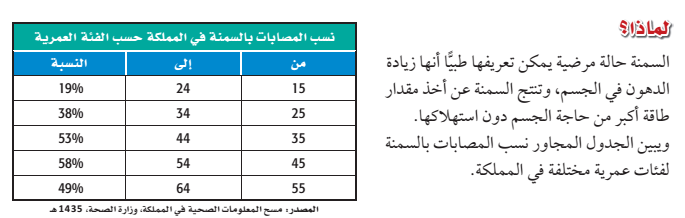 لماذا؟
السمنة حالة مرضية يمكن تعريفها طبيًّا أنها زيادة
الدهون في الجسم، وتنتج السمنة عن أخذ مقدار
طاقة أكبر من حاجة الجسم دون استهلاكها.
ويبين الجدول المجاور نسب المصابات بالسمنة
لفئات عمرية مختلفة في المملكة.
نسب المصابات بالسمنة في المملكة حسب الفئة العمرية
من إلى النسبة
15 24 19%
25 34 38%
35 44 53%
45 54 58%
55 64 49%
المصدر: مسح المعلومات الصحية في المملكة، وزارة الصحة، 1435 هـ